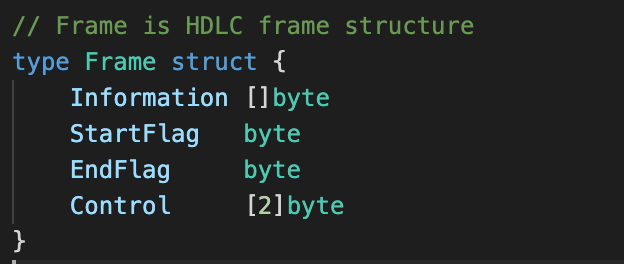 // Frame is HDLC frame structure
type Frame struct {
    Information []byte
    StartFlag   byte
    EndFlag     byte
    Control     [2]byte
}